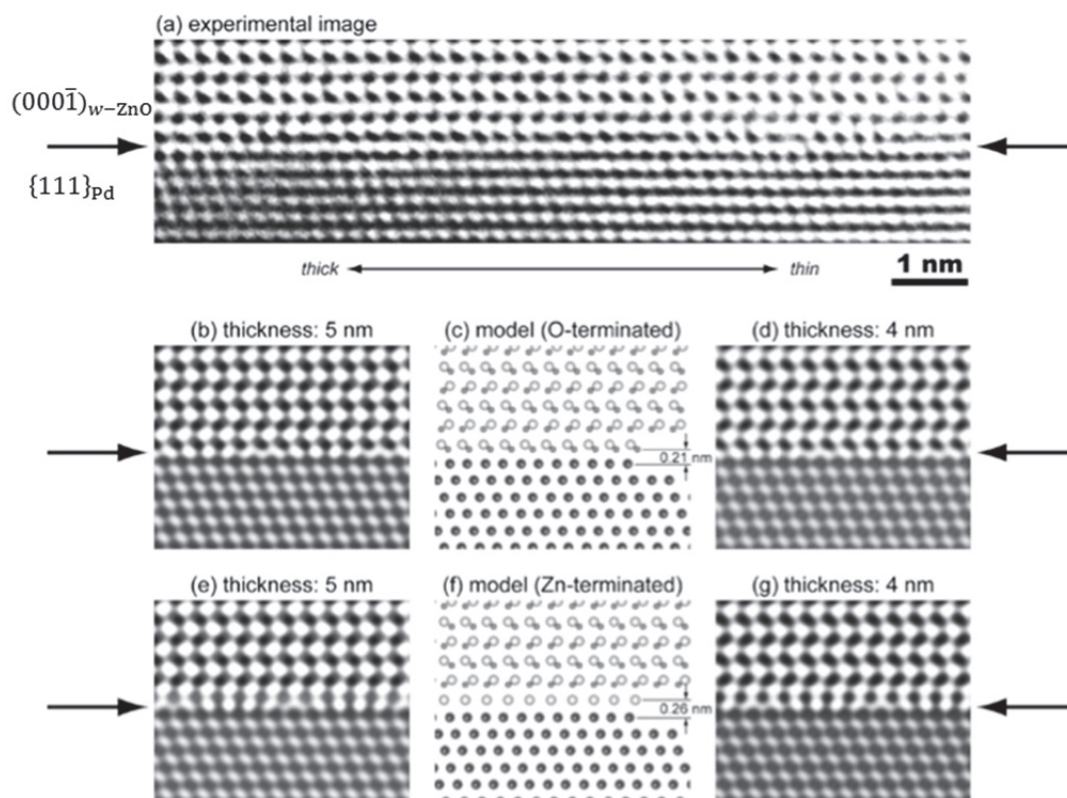 (a) experimental image
(0001̄)w−ZnO
{111}Pd
thick thin
1 nm
(b) thickness: 5 nm (c) model (O-terminated) (d) thickness: 4 nm
0.21 nm
(e) thickness: 5 nm (f) model (Zn-terminated) (g) thickness: 4 nm
0.26 nm